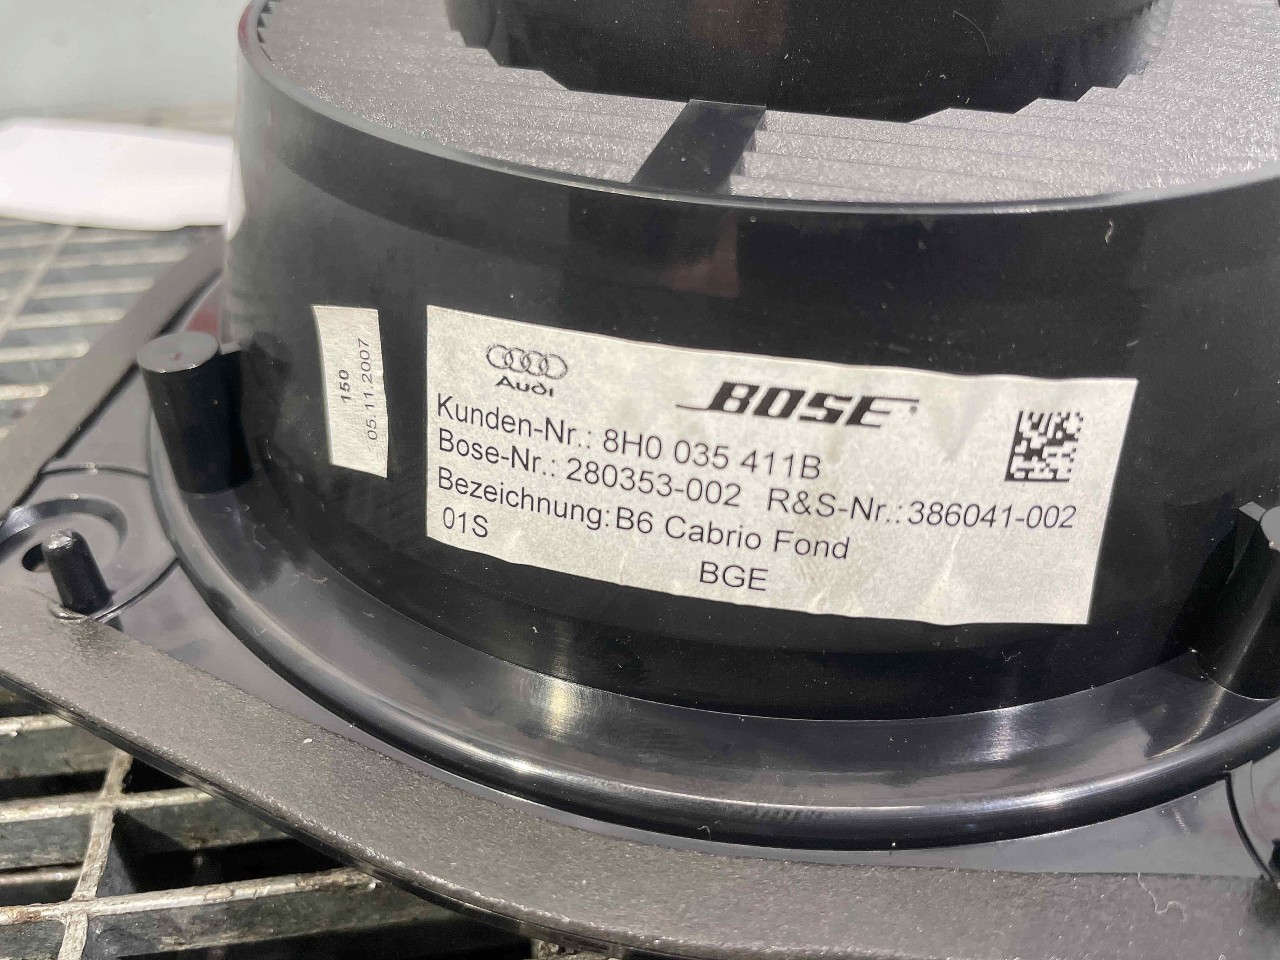 150
05.11.2007
Audi
BOSE
Kunden-Nr.: 8H0 035 411B
Bose-Nr.: 280353-002 R&S-Nr.: 386041-002
Bezeichnung: B6 Cabrio Fond
01S
BGE